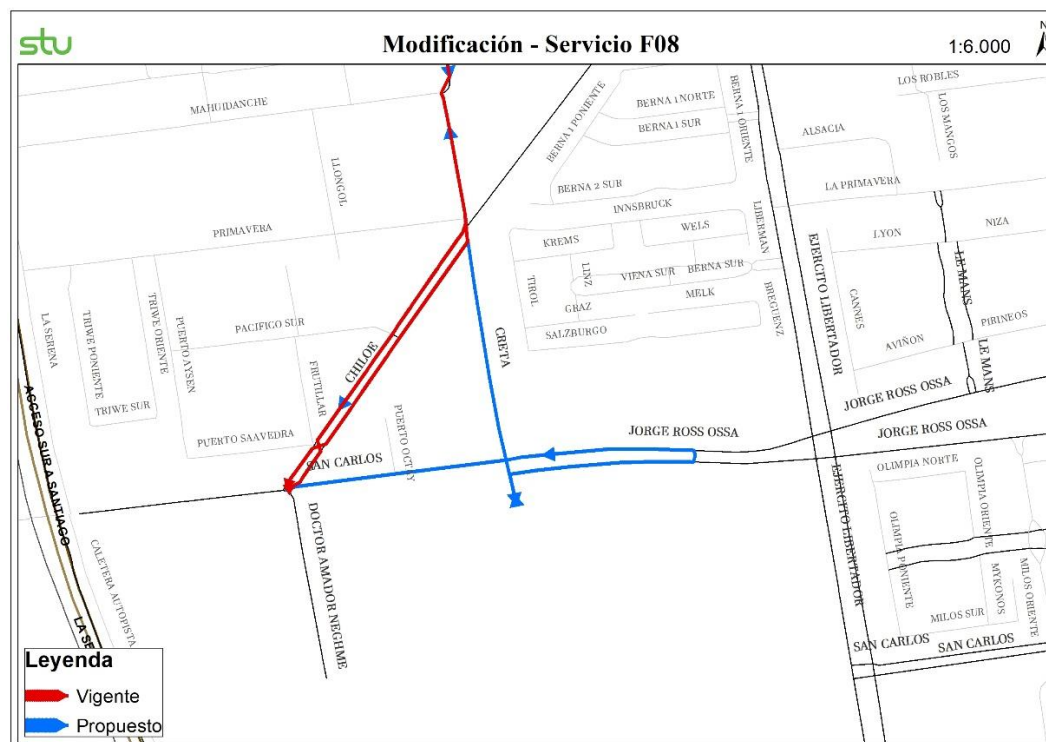 stu
Modificación - Servicio F08
1:6.000
N
MAHUIDANCHE
LLONGOL
BERNA 1 PONIENTE
BERNA 1 NORTE
BERNA 1 SUR
BERNA 1 ORIENTE
LOS ROBLES
LOS MANGOS
ALSACIA
LA PRIMAVERA
BERNA 2 SUR
INNSBRUCK
PRIMAVERA
KREMS
WELS
LIBERMAN
LYON
NIZA
LINZ
VIENA SUR
BERNA SUR
TIROL
GRAZ
MELK
SALZBURGO
BREGUENZ
EJERCITO LIBERTADOR
CANNES
LE MANS
PIRINEOS
AVIÑON
LE MANS
LA SERENA
TRIWE PONIENTE
TRIWE ORIENTE
PUERTO AYSEN
PACIFICO SUR
CHILOE
CRETA
FRUTILLAR
TRIWE SUR
PUERTO SAAVEDRA
PUERTO OCTAY
SAN CARLOS
JORGE ROSS OSSA
JORGE ROSS OSSA
JORGE ROSS OSSA
ACCESO SUR A SANTIAGO
OLIMPIA NORTE
OLIMPIA ORIENTE
OLIMPIA PONIENTE
EJERCITO LIBERTADOR
DOCTOR AMADOR NEGHME
CALETERA AUTOPISTA
MYKONOS
MILOS ORIENTE
MILOS SUR
SAN CARLOS
SAN CARLOS
LA SE
Leyenda
Vigente
Propuesto